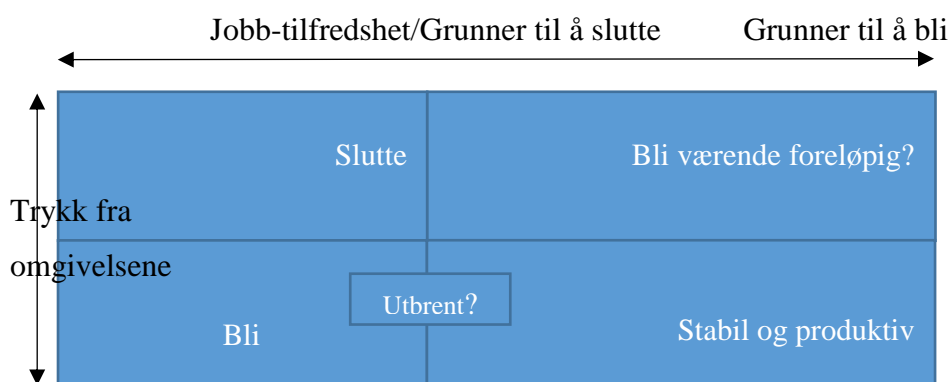 Jobb-tilfredshet/Grunner til å slutte Grunner til å bli
Slutte Bli værende foreløpig?
Trykk fra
omgivelsene
Utbrent?
Bli Stabil og produktiv